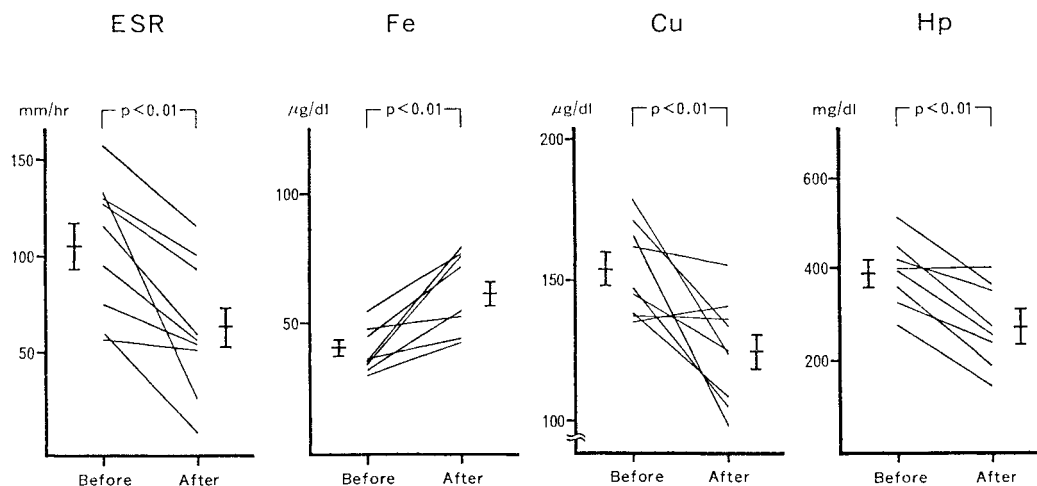 ESR Fe Cu Hp
mm/hr p<0.01 µg/dl p<0.01 µg/dl p<0.01 mg/dl p<0.01
150 100 50
100 50
200 150 100
600 400 200
Before After Before After Before After Before After